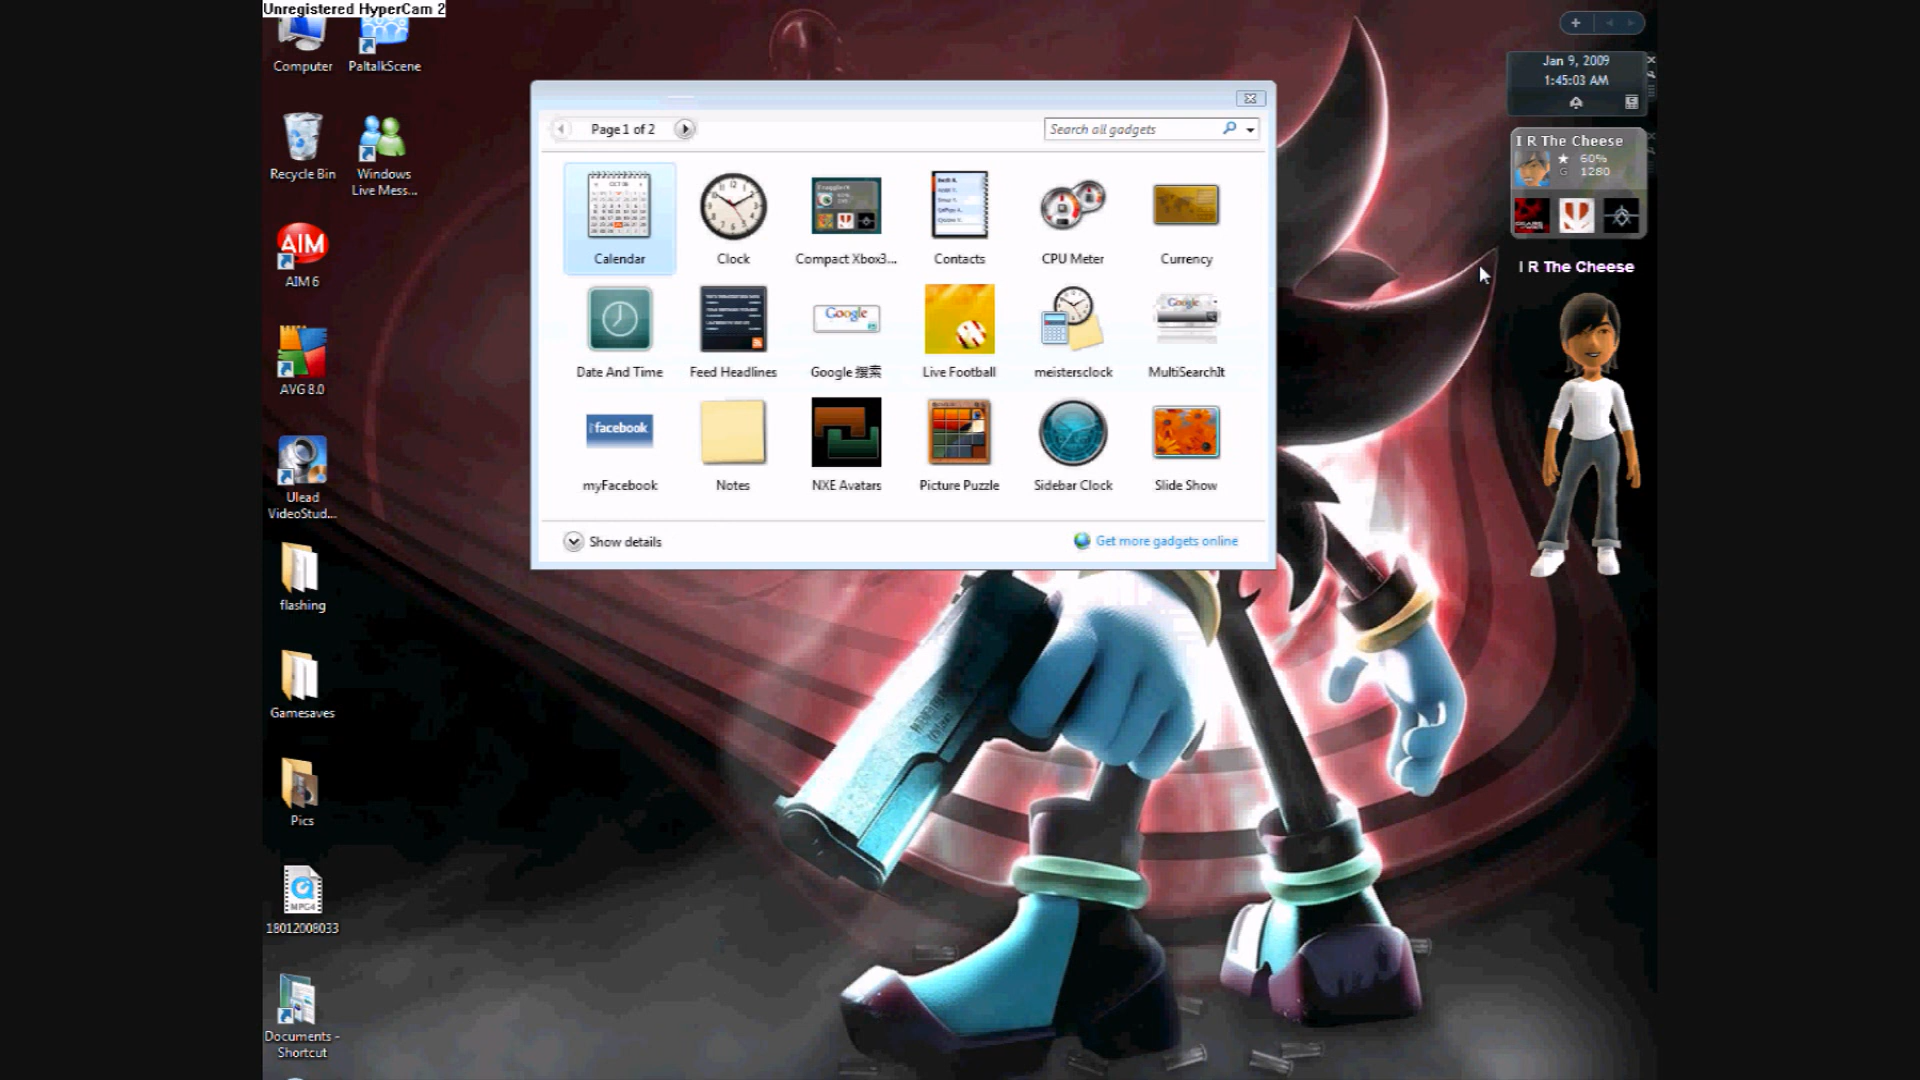 Unregistered HyperCam 2
Computer
PaltalkScene
Recycle Bin
Windows
Live Mess...
AIM
AIM 6
AVG 8.0
Ulead
VideoStud...
flashing
Gamesaves
Pics
MPG4
18012008033
Documents -
Shortcut
Page 1 of 2
Search all gadgets
Calendar
Clock
Compact Xbox3...
Contacts
CPU Meter
Currency
Google
Google
Date And Time
Feed Headlines
Google 搜索
Live Football
meistersclock
MultiSearchIt
facebook
myFacebook
Notes
NXE Avatars
Picture Puzzle
Sidebar Clock
Slide Show
Show details
Get more gadgets online
Jan 9, 2009
1:45:03 AM
I R The Cheese
60%
G 1280
I R The Cheese